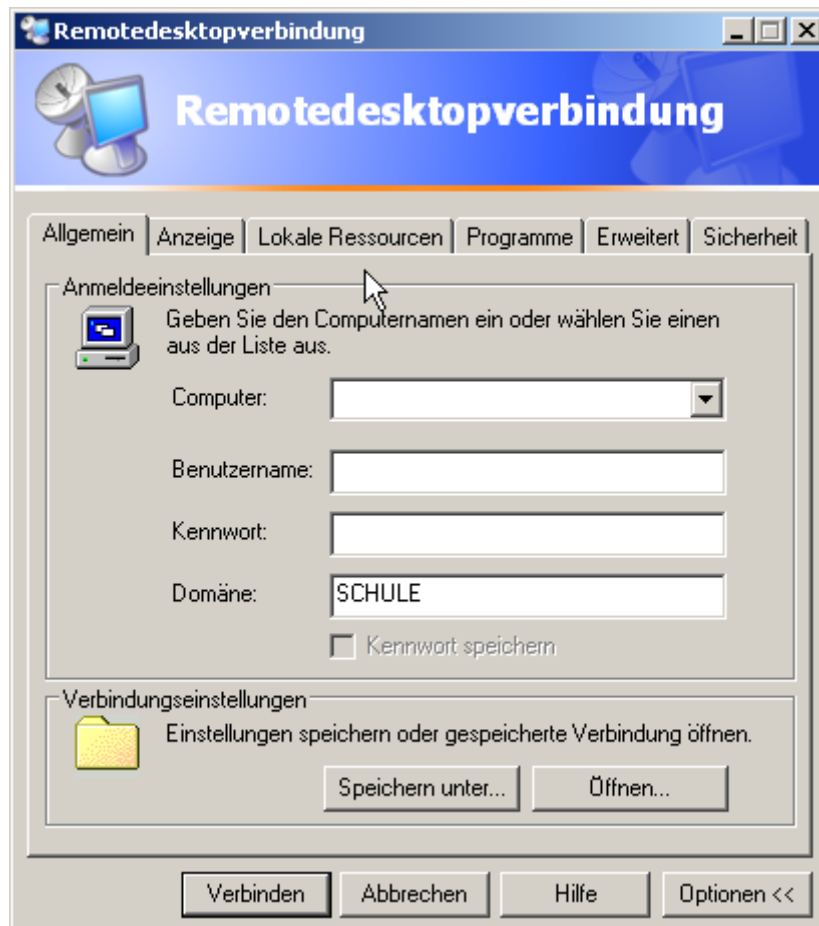 Remotedesktopverbindung
Remotedesktopverbindung
Allgemein Anzeige Lokale Ressourcen Programme Erweitert Sicherheit
Anmeldeeinstellungen
Geben Sie den Computernamen ein oder wählen Sie einen
aus der Liste aus.
Computer:
Benutzername:
Kennwort:
Domäne: SCHULE
Kennwort speichern
Verbindungseinstellungen
Einstellungen speichern oder gespeicherte Verbindung öffnen.
Speichern unter... Öffnen...
Verbinden Abbrechen Hilfe Optionen <<